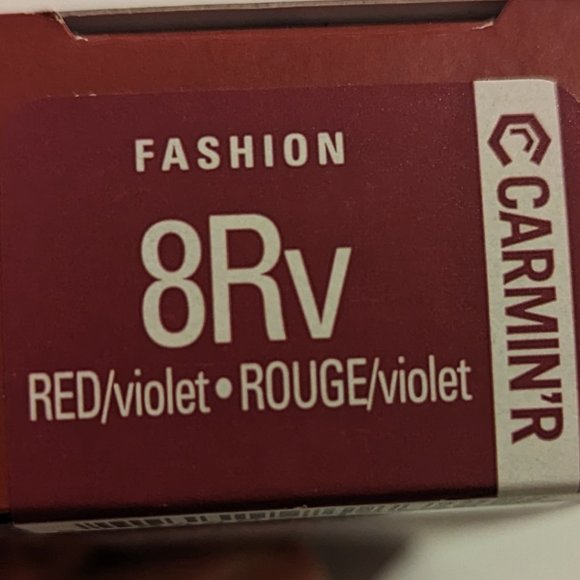 FASHION
8Rv
RED/violet • ROUGE/violet
CARMIN'R